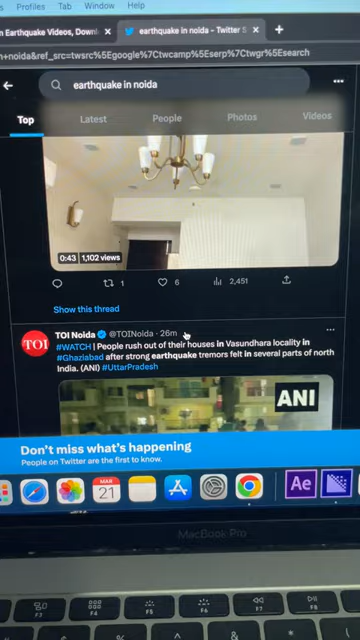 Profiles Tab Window Help
n Earthquake Videos, Downl
earthquake in noida - Twitter S
+noida&ref_src=twsrc%5Egoogle%7Ctwcamp%5Eserp%7Ctwgr%5Esearch
earthquake in noida
Top Latest People Photos Videos
0:43 1,102 views
1 6 2,451
Show this thread
TOI
TOI Noida @TOINoida · 26m
#WATCH | People rush out of their houses in Vasundhara locality in
#Ghaziabad after strong earthquake tremors felt in several parts of north
India. (ANI) #UttarPradesh
ANI
Don't miss what's happening
People on Twitter are the first to know.
MAR
21
Ae
MacBook Pro
F3 F4 F5 F6 F7 F8
% &